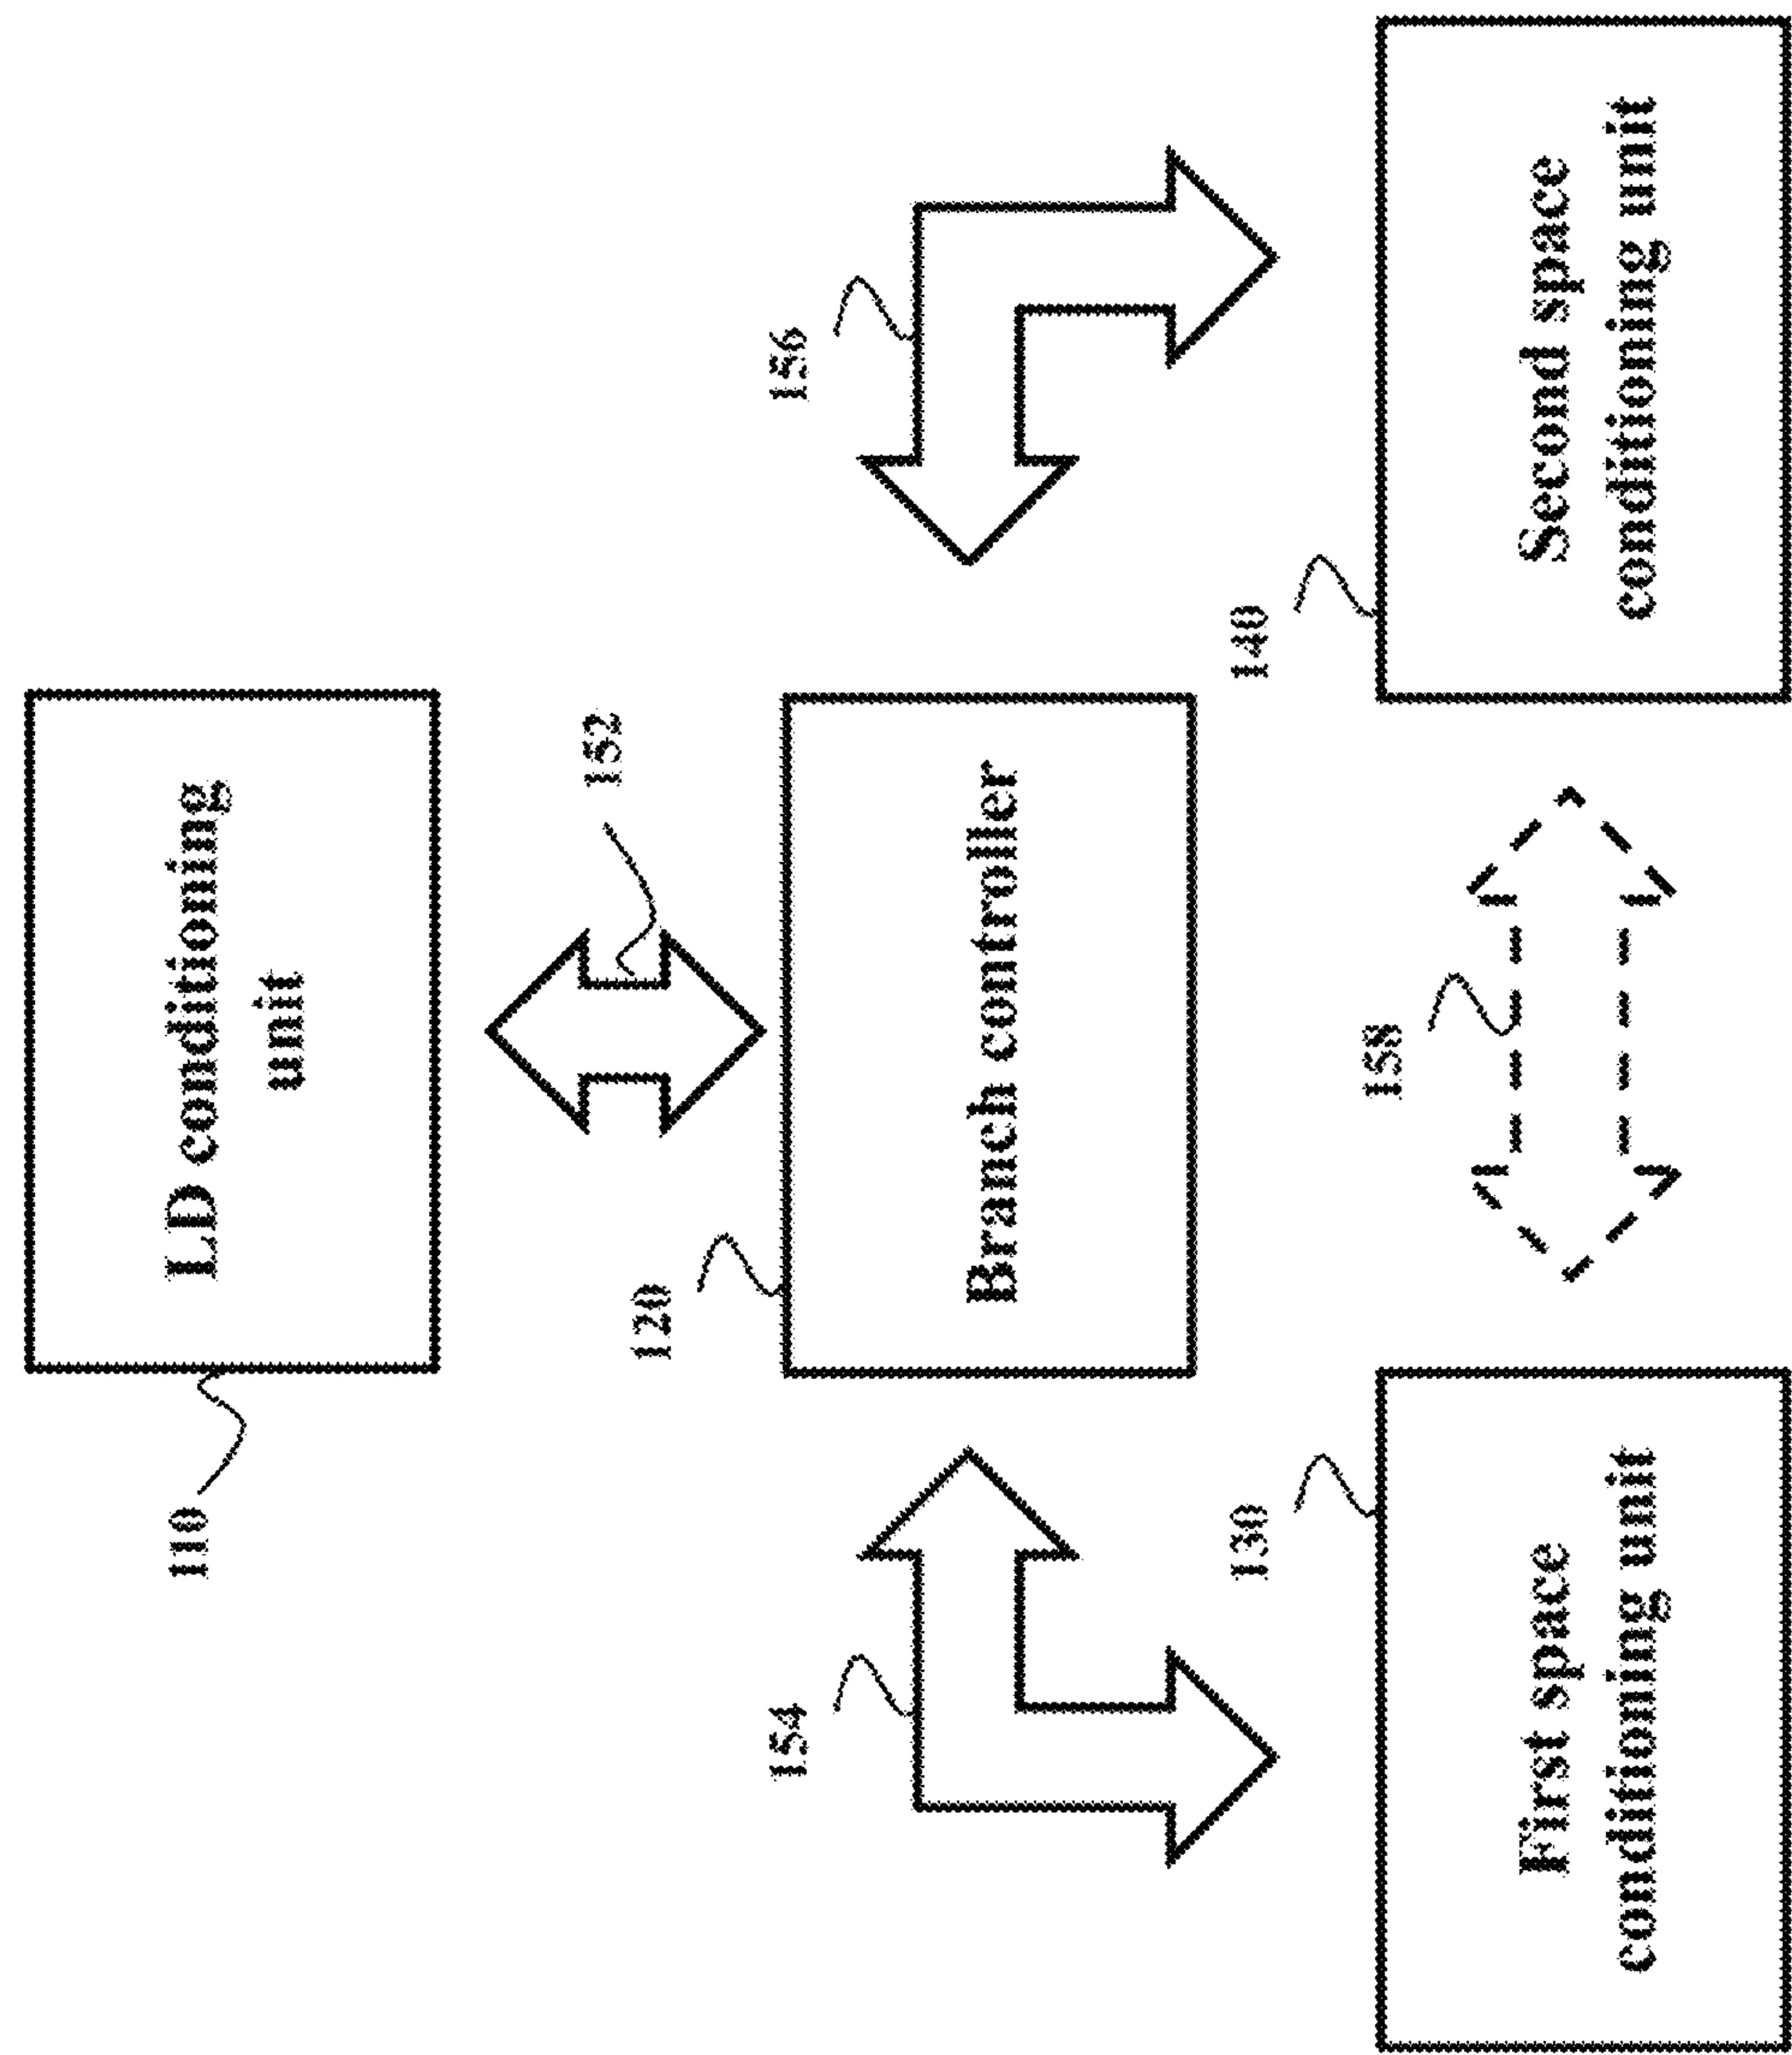 110
LD conditioning
unit
152
120
Branch controller
154
156
130
First space
conditioning unit
158
140
Second space
conditioning unit